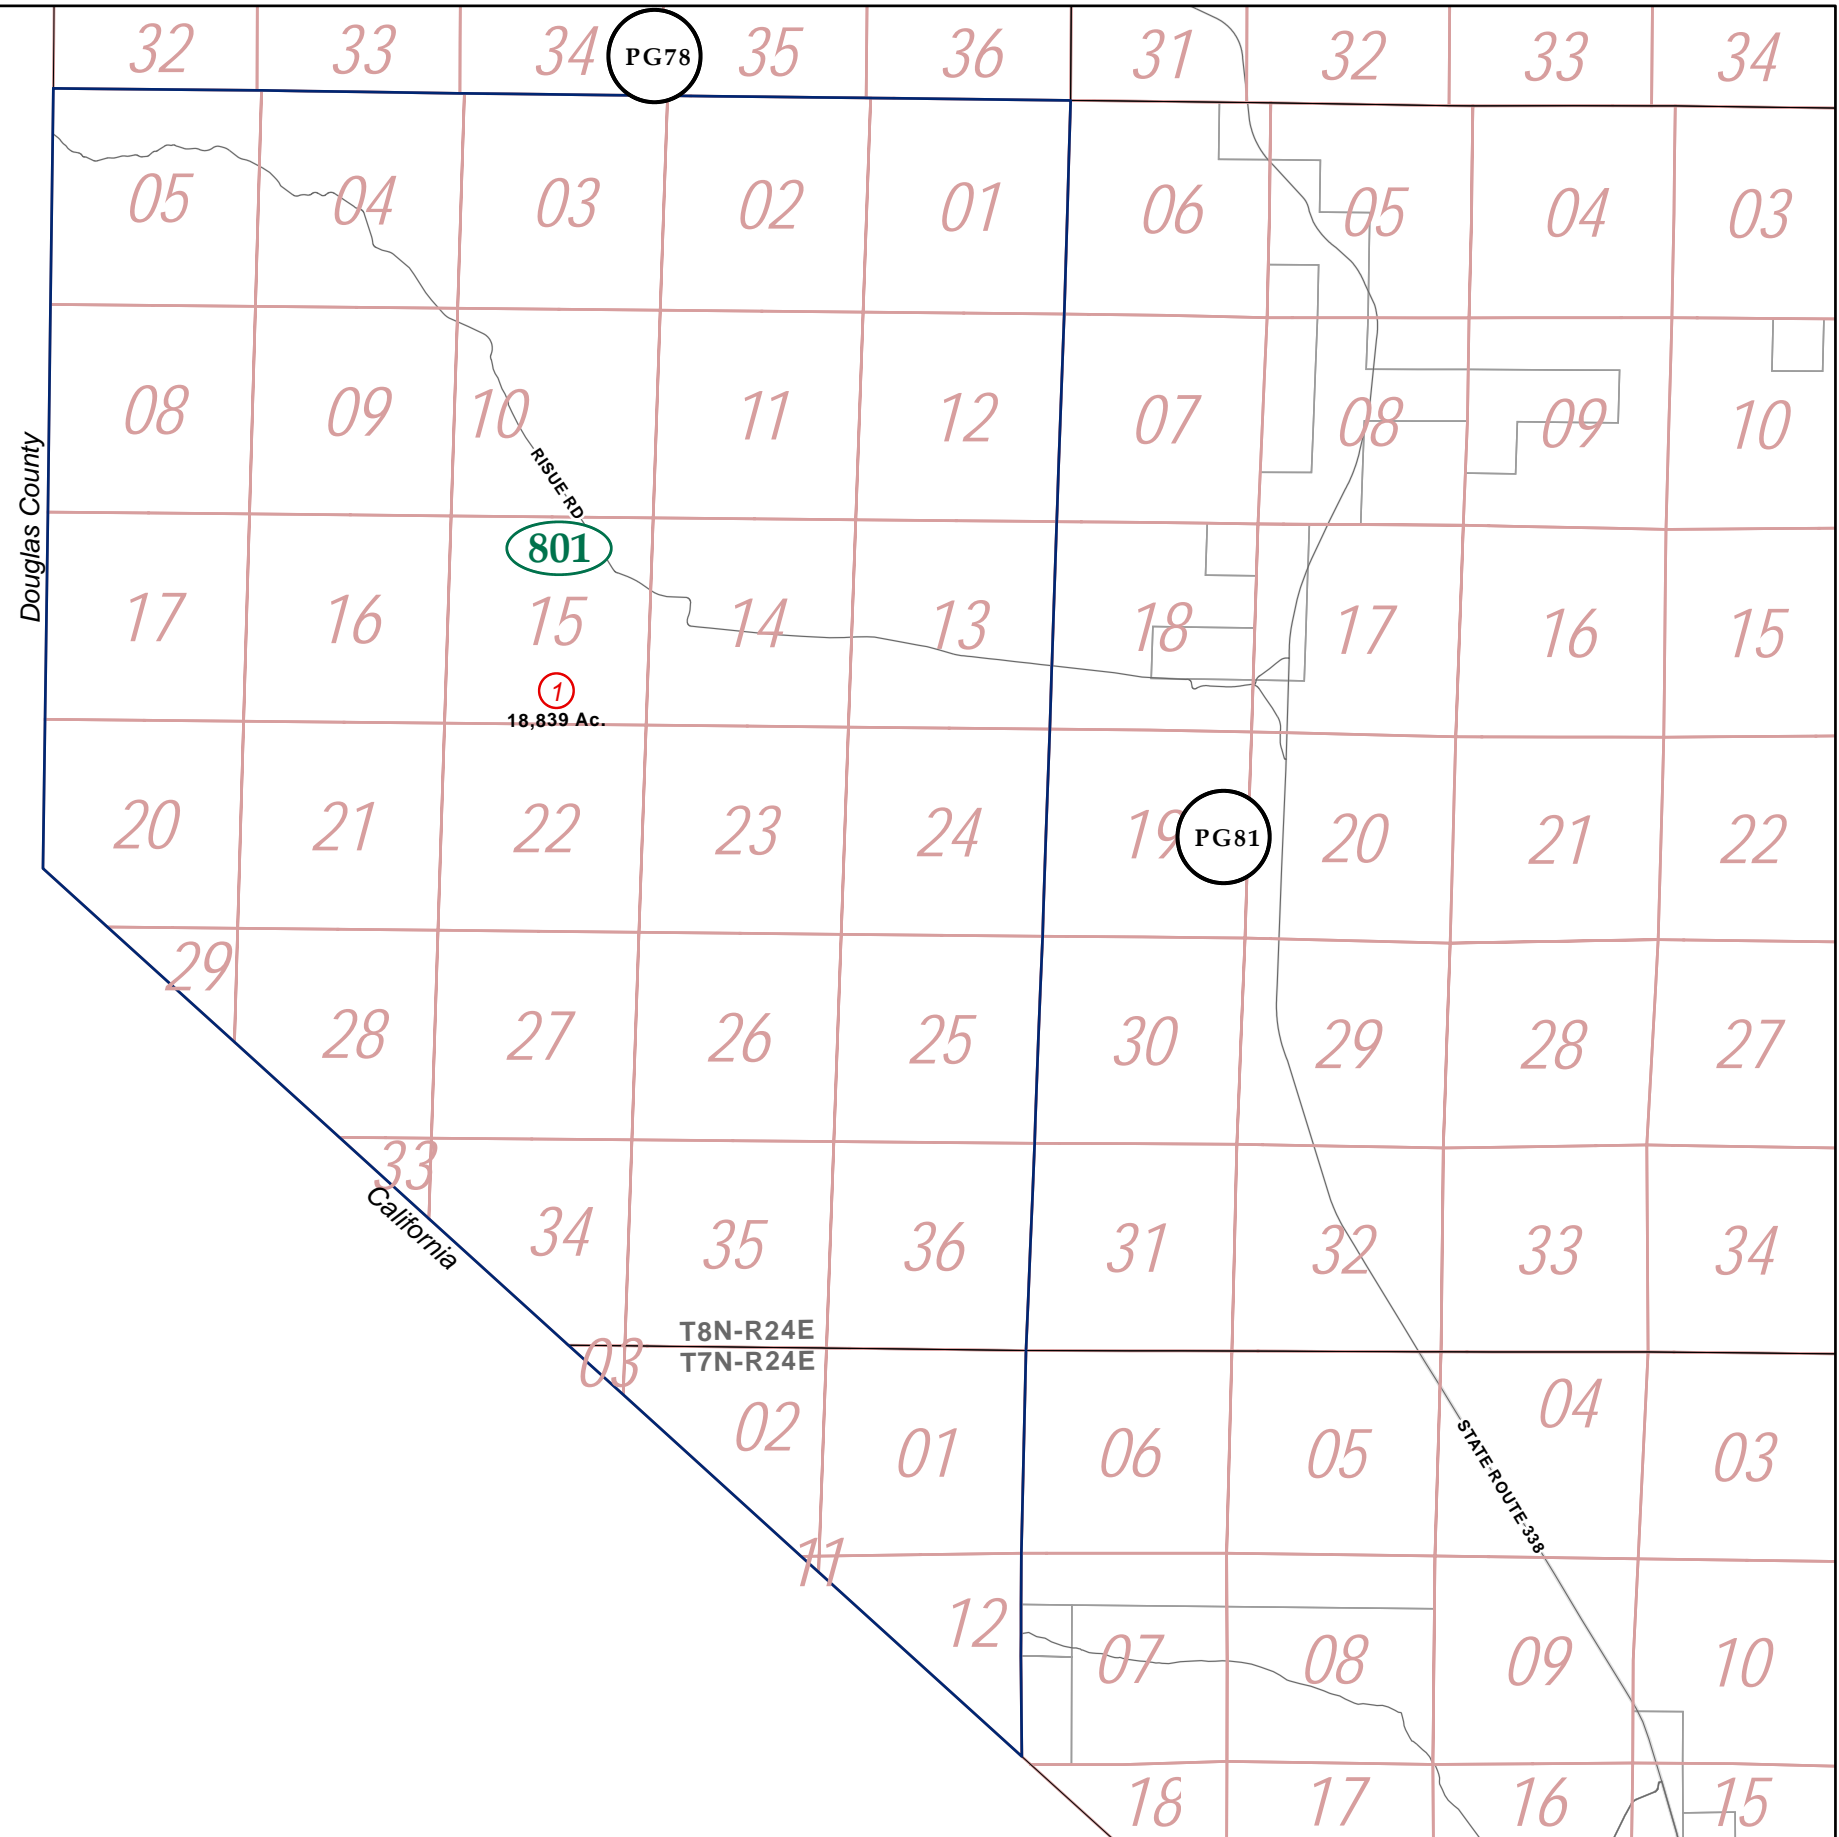 32 33 34 PG78 35 36 31 32 33 34
05 04 03 02 01 06 05 04 03
08 09 10 11 12 07 08 09 10
RISUE RD
Douglas County
801
17 16 15 14 13 18 17 16 15
1
18,839 Ac.
20 21 22 23 24 19 PG81 20 21 22
29
28 27 26 25 30 29 28 27
33
California
34 35 36 31 32 33 34
T8N-R24E
T7N-R24E
03
02 01 06 05 04 03
STATE ROUTE 338
11
12 07 08 09 10
18 17 16 15